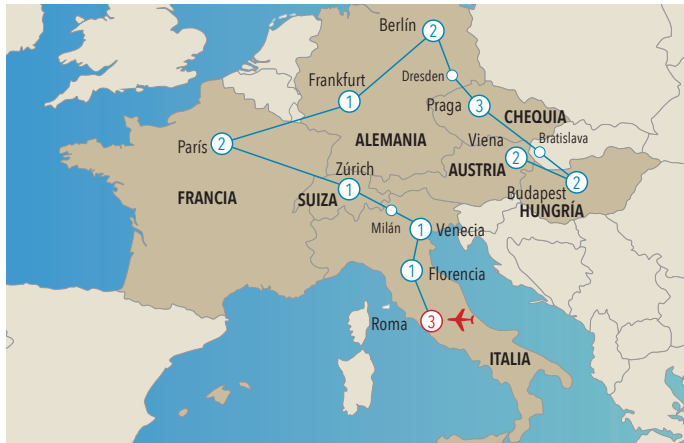 Berlín
2
Dresden
Frankfurt
1
Praga
3
CHEQUIA
París
2
ALEMANIA
Viena
2
Bratislava
Zúrich
1
AUSTRIA
Budapest
2
FRANCIA
SUIZA
HUNGRÍA
Milán
1
Venecia
1
Florencia
Roma
3
ITALIA